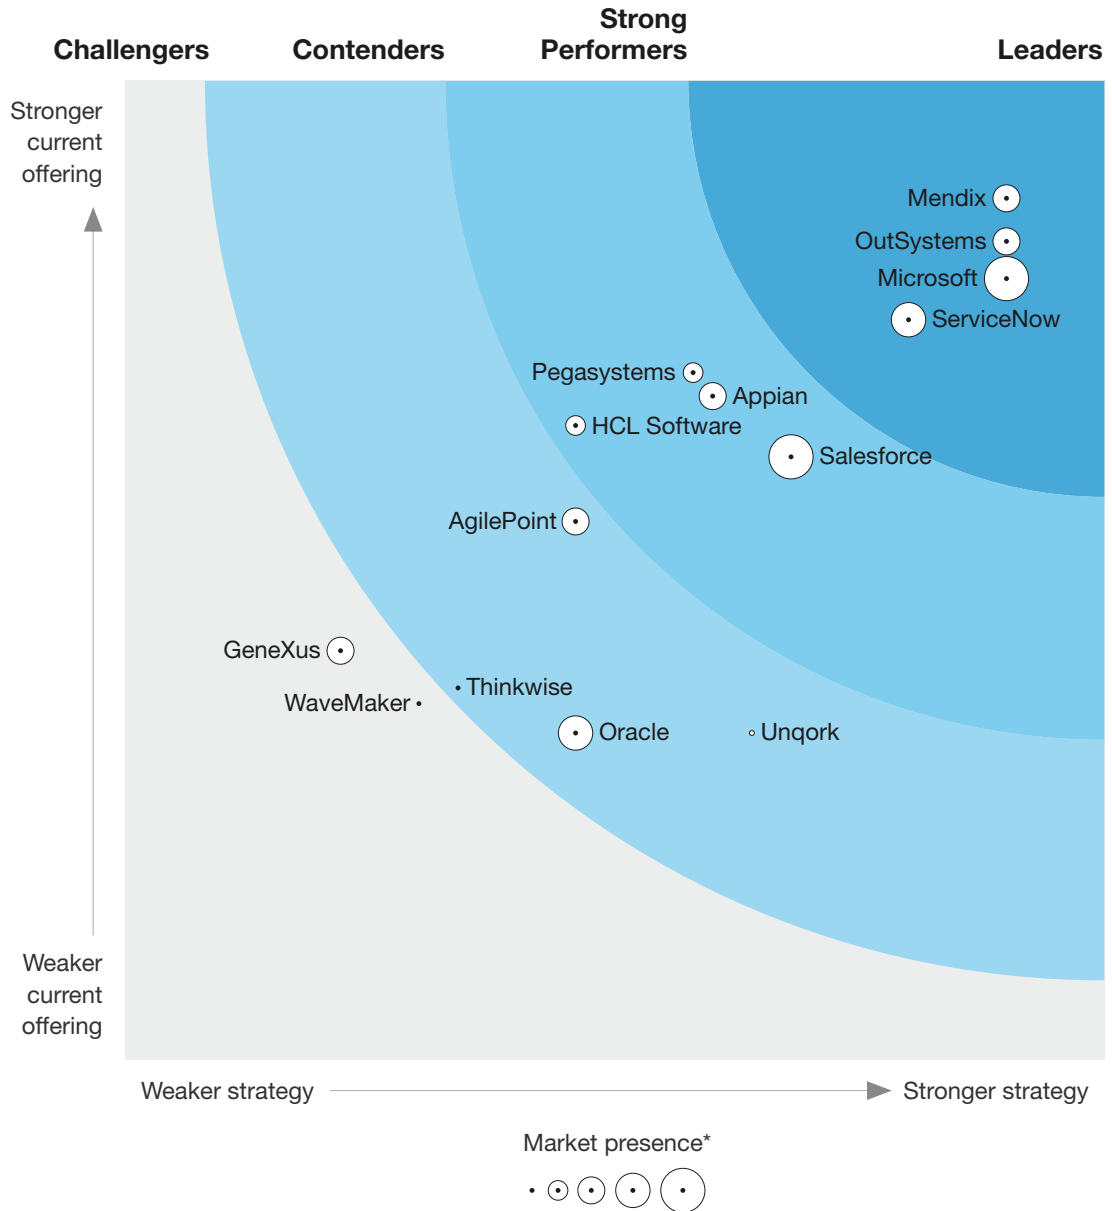 Challengers
Contenders
Strong
Performers
Leaders
Stronger
current
offering
Mendix
OutSystems
Microsoft
ServiceNow
Pegasystems
Appian
HCL Software
Salesforce
AgilePoint
GeneXus
Thinkwise
WaveMaker
Oracle
Unqork
Weaker
current
offering
Weaker strategy
Stronger strategy
Market presence*